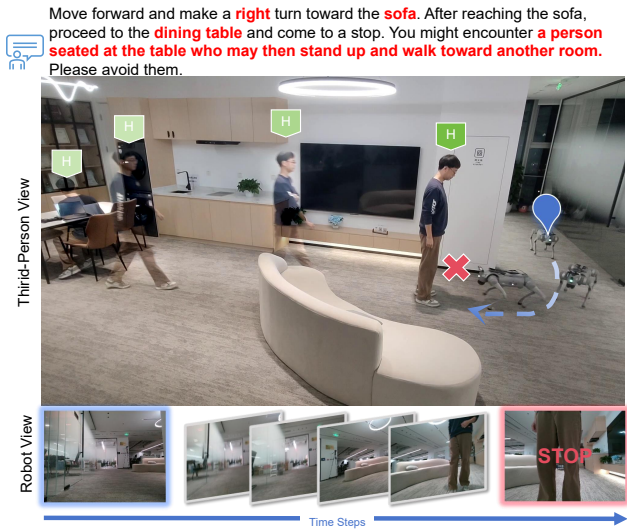 Move forward and make a right turn toward the sofa. After reaching the sofa,
proceed to the dining table and come to a stop. You might encounter a person
seated at the table who may then stand up and walk toward another room.
Please avoid them.
Thirid-Person View
H
H
H
H
Robot View
STOP
Time Steps